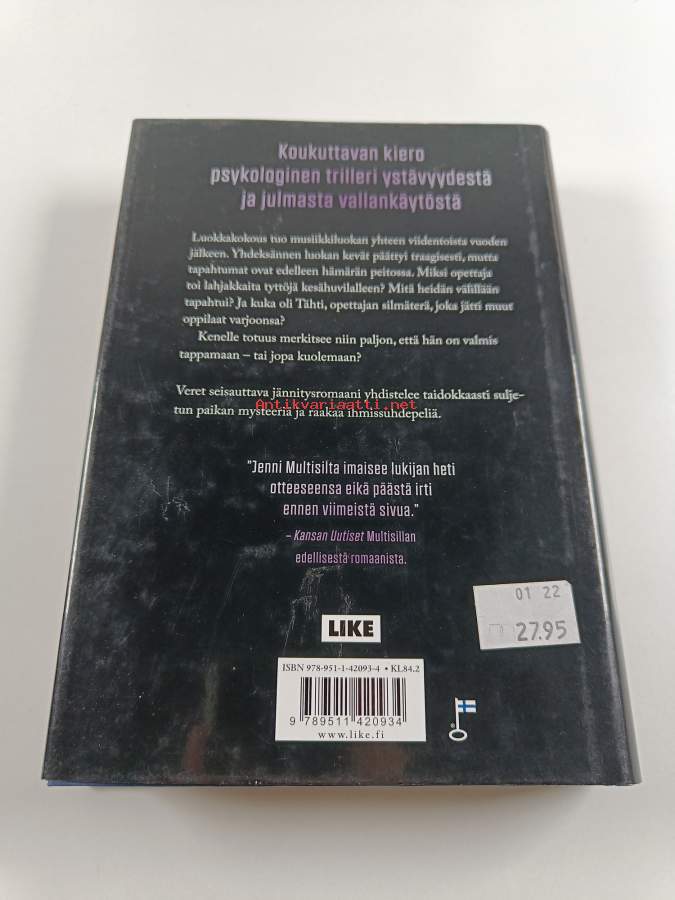 Koukuttavan kiero
psykologinen trilleri ystävyydestä
ja julmasta vallankäytöstä
Luokkakokous tuo musiikkiluokan yhteen viidentoista vuoden
jälkeen. Yhdeksännen luokan kevät päättyi traagisesti, mutta
tapahtumat ovat edelleen hämärän peitossa. Miksi opettaja
toi lahjakkaita tyttöjä kesähuvilalleen? Mitä heidän välillään
tapahtui? Ja kuka oli Tähti, opettajan silmäterä, joka jätti muut
oppilaat varjoonsa?
Kenelle totuus merkitsee niin paljon, että hän on valmis
tappamaan – tai jopa kuolemaan?
Veret seisauttava jännitysromaani yhdistelee taidokkaasti sulje-
Antikvariaatti.net
tun paikan mysteeriä ja raakaa ihmissuhdepeliä.
"Jenni Multisilta imaisee lukijan heti
otteeseensa eikä päästä irti
ennen viimeistä sivua."
– Kansan Uutiset Multisillan
edellisestä romaanista.
01 22
27.95
LIKE
ISBN 978-951-1-42093-4 • KL84.2
9 789511 420934
www.like.fi